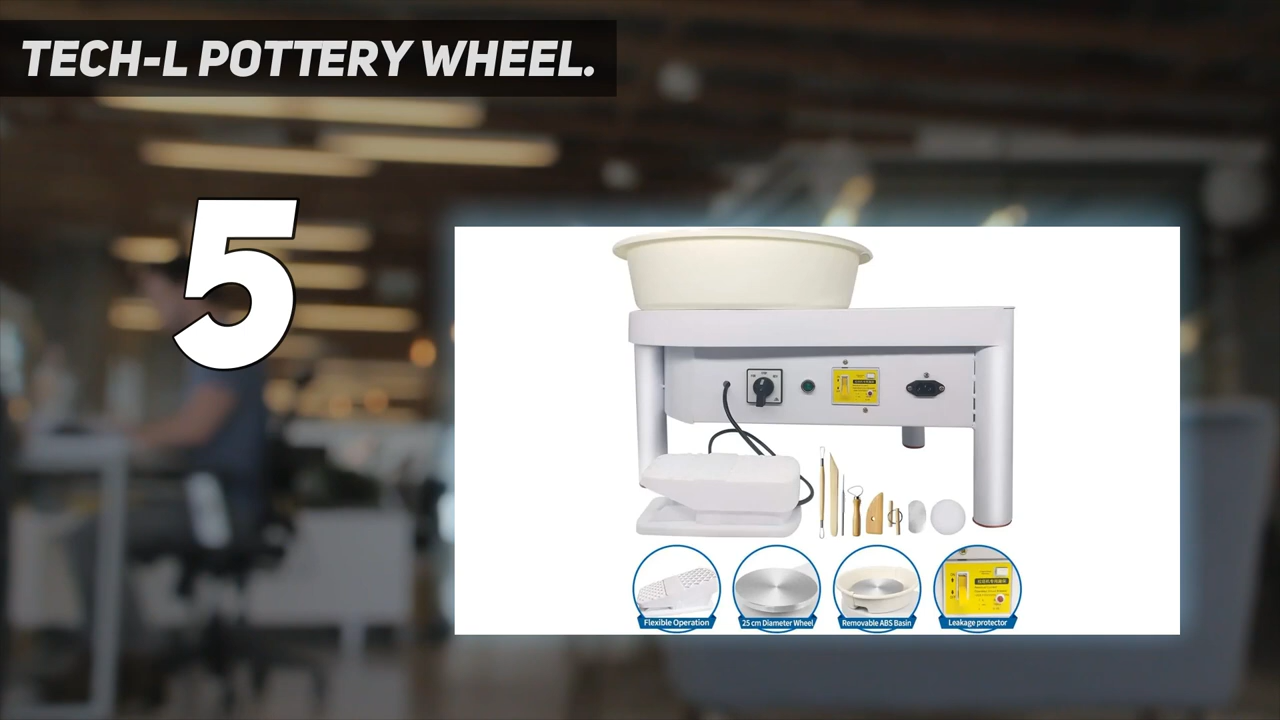 TECH-L POTTERY WHEEL.
5
Flexible Operation
25 cm Diameter Wheel
Removable ABS Basin
Leakage protector